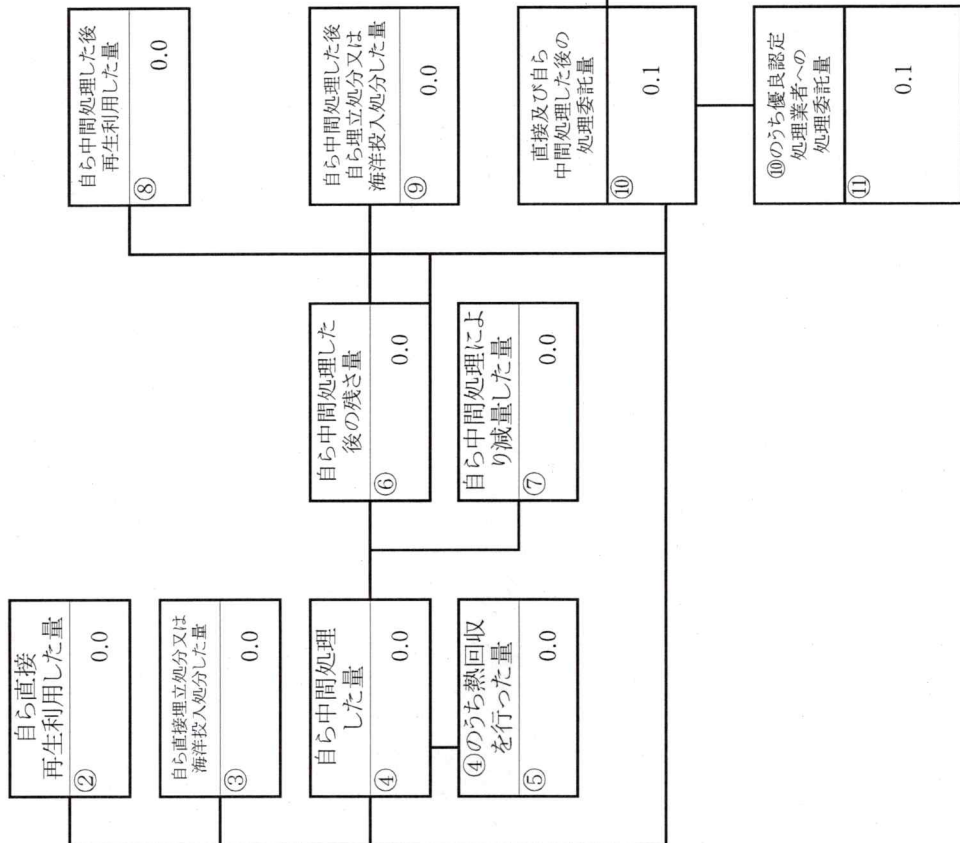 自ら直接
再生利用した量
②
0.0
自ら直接埋立処分又は
海洋投入処分した量
③
0.0
自ら中間処理
した量
④
0.0
④のうち熱回収
を行った量
⑤
0.0
自ら中間処理した
後の残さ量
⑥
0.0
自ら中間処理によ
り減量した量
⑦
0.0
自ら中間処理した後
再生利用した量
⑧
0.0
自ら中間処理した後
自ら埋立処分又は
海洋投入処分した量
⑨
0.0
直接及び自ら
中間処理した後の
処理委託量
⑩
0.1
⑩のうち優良認定
処理業者への
処理委託量
⑪
0.1